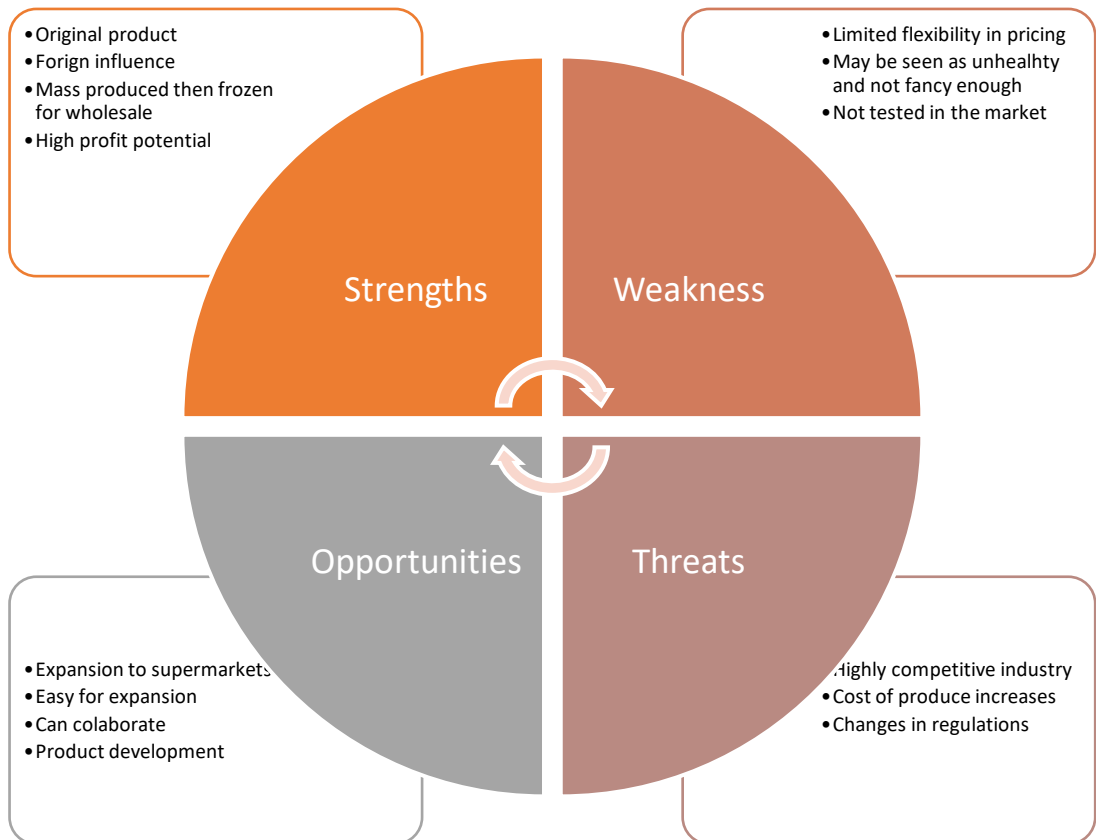 •Original product
•Forign influence
•Mass produced then frozen
for wholesale
•High profit potential
•Limited flexibility in pricing
•May be seen as unhealhty
and not fancy enough
•Not tested in the market
Strengths
Weakness
Opportunities
Threats
•Expansion to supermarkets
•Easy for expansion
•Can colaborate
•Product development
•Highly competitive industry
•Cost of produce increases
•Changes in regulations